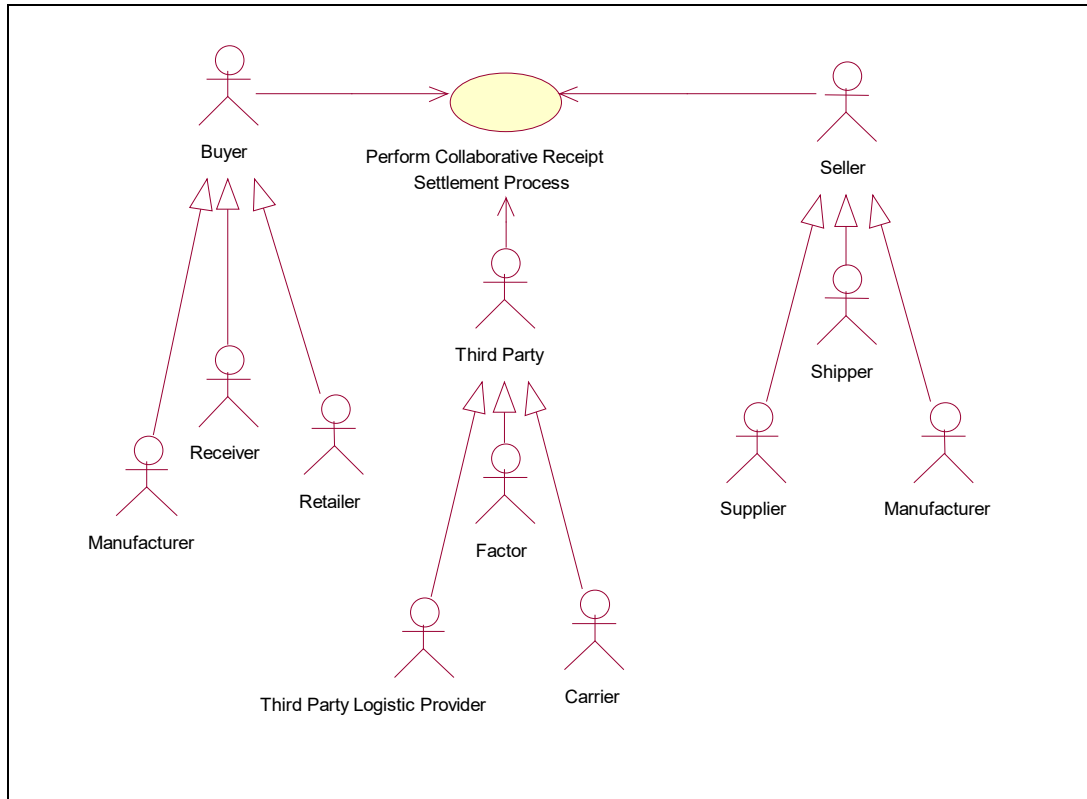 Buyer
Perform Collaborative Receipt
Settlement Process
Seller
Third Party
Shipper
Receiver
Retailer
Supplier
Manufacturer
Manufacturer
Factor
Third Party Logistic Provider
Carrier